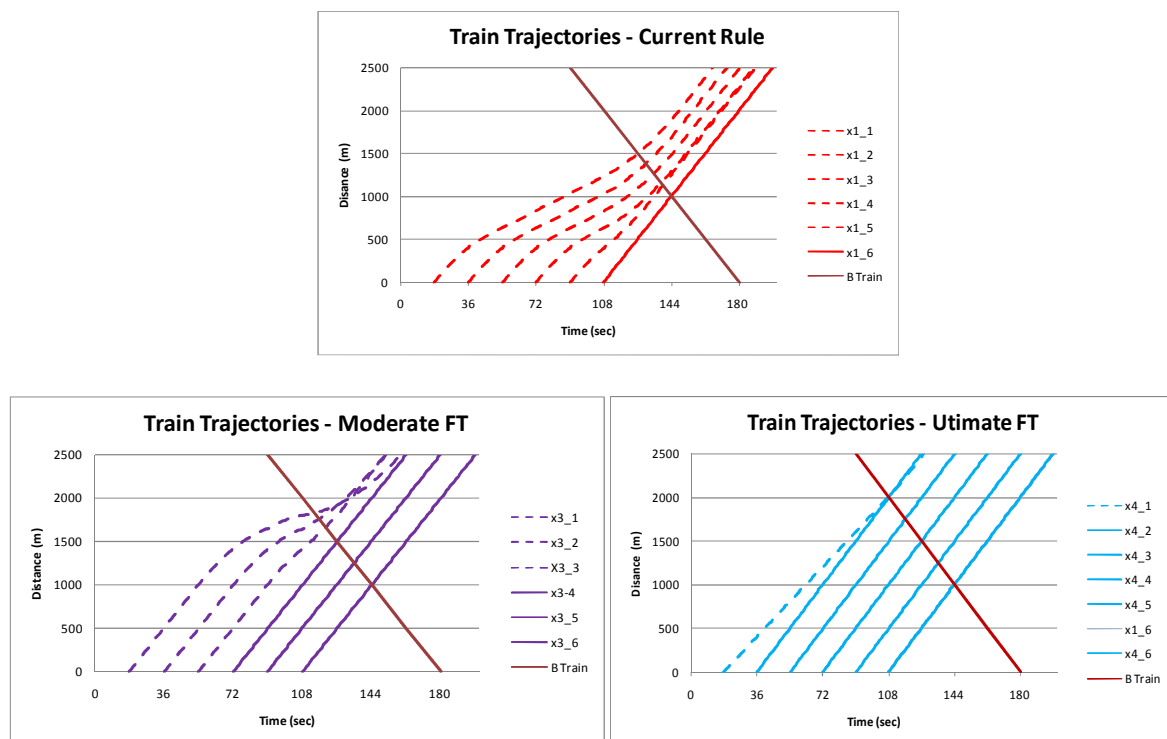 Train Trajectories - Current Rule
2500
2000
1500
1000
500
0
Disance (m)
0 36 72 108 144 180
Time (sec)
x1_1
x1_2
x1_3
x1_4
x1_5
x1_6
B Train
Train Trajectories - Moderate FT
2500
2000
1500
1000
500
0
Distance (m)
0 36 72 108 144 180
Time (sec)
x3_1
x3_2
X3_3
x3-4
x3_5
x3_6
B Train
Train Trajectories - Utimate FT
2500
2000
1500
1000
500
0
Disance (m)
0 36 72 108 144 180
Time (sec)
x4_1
x4_2
x4_3
x4_4
x4_5
x1_6
x4_6
B Train